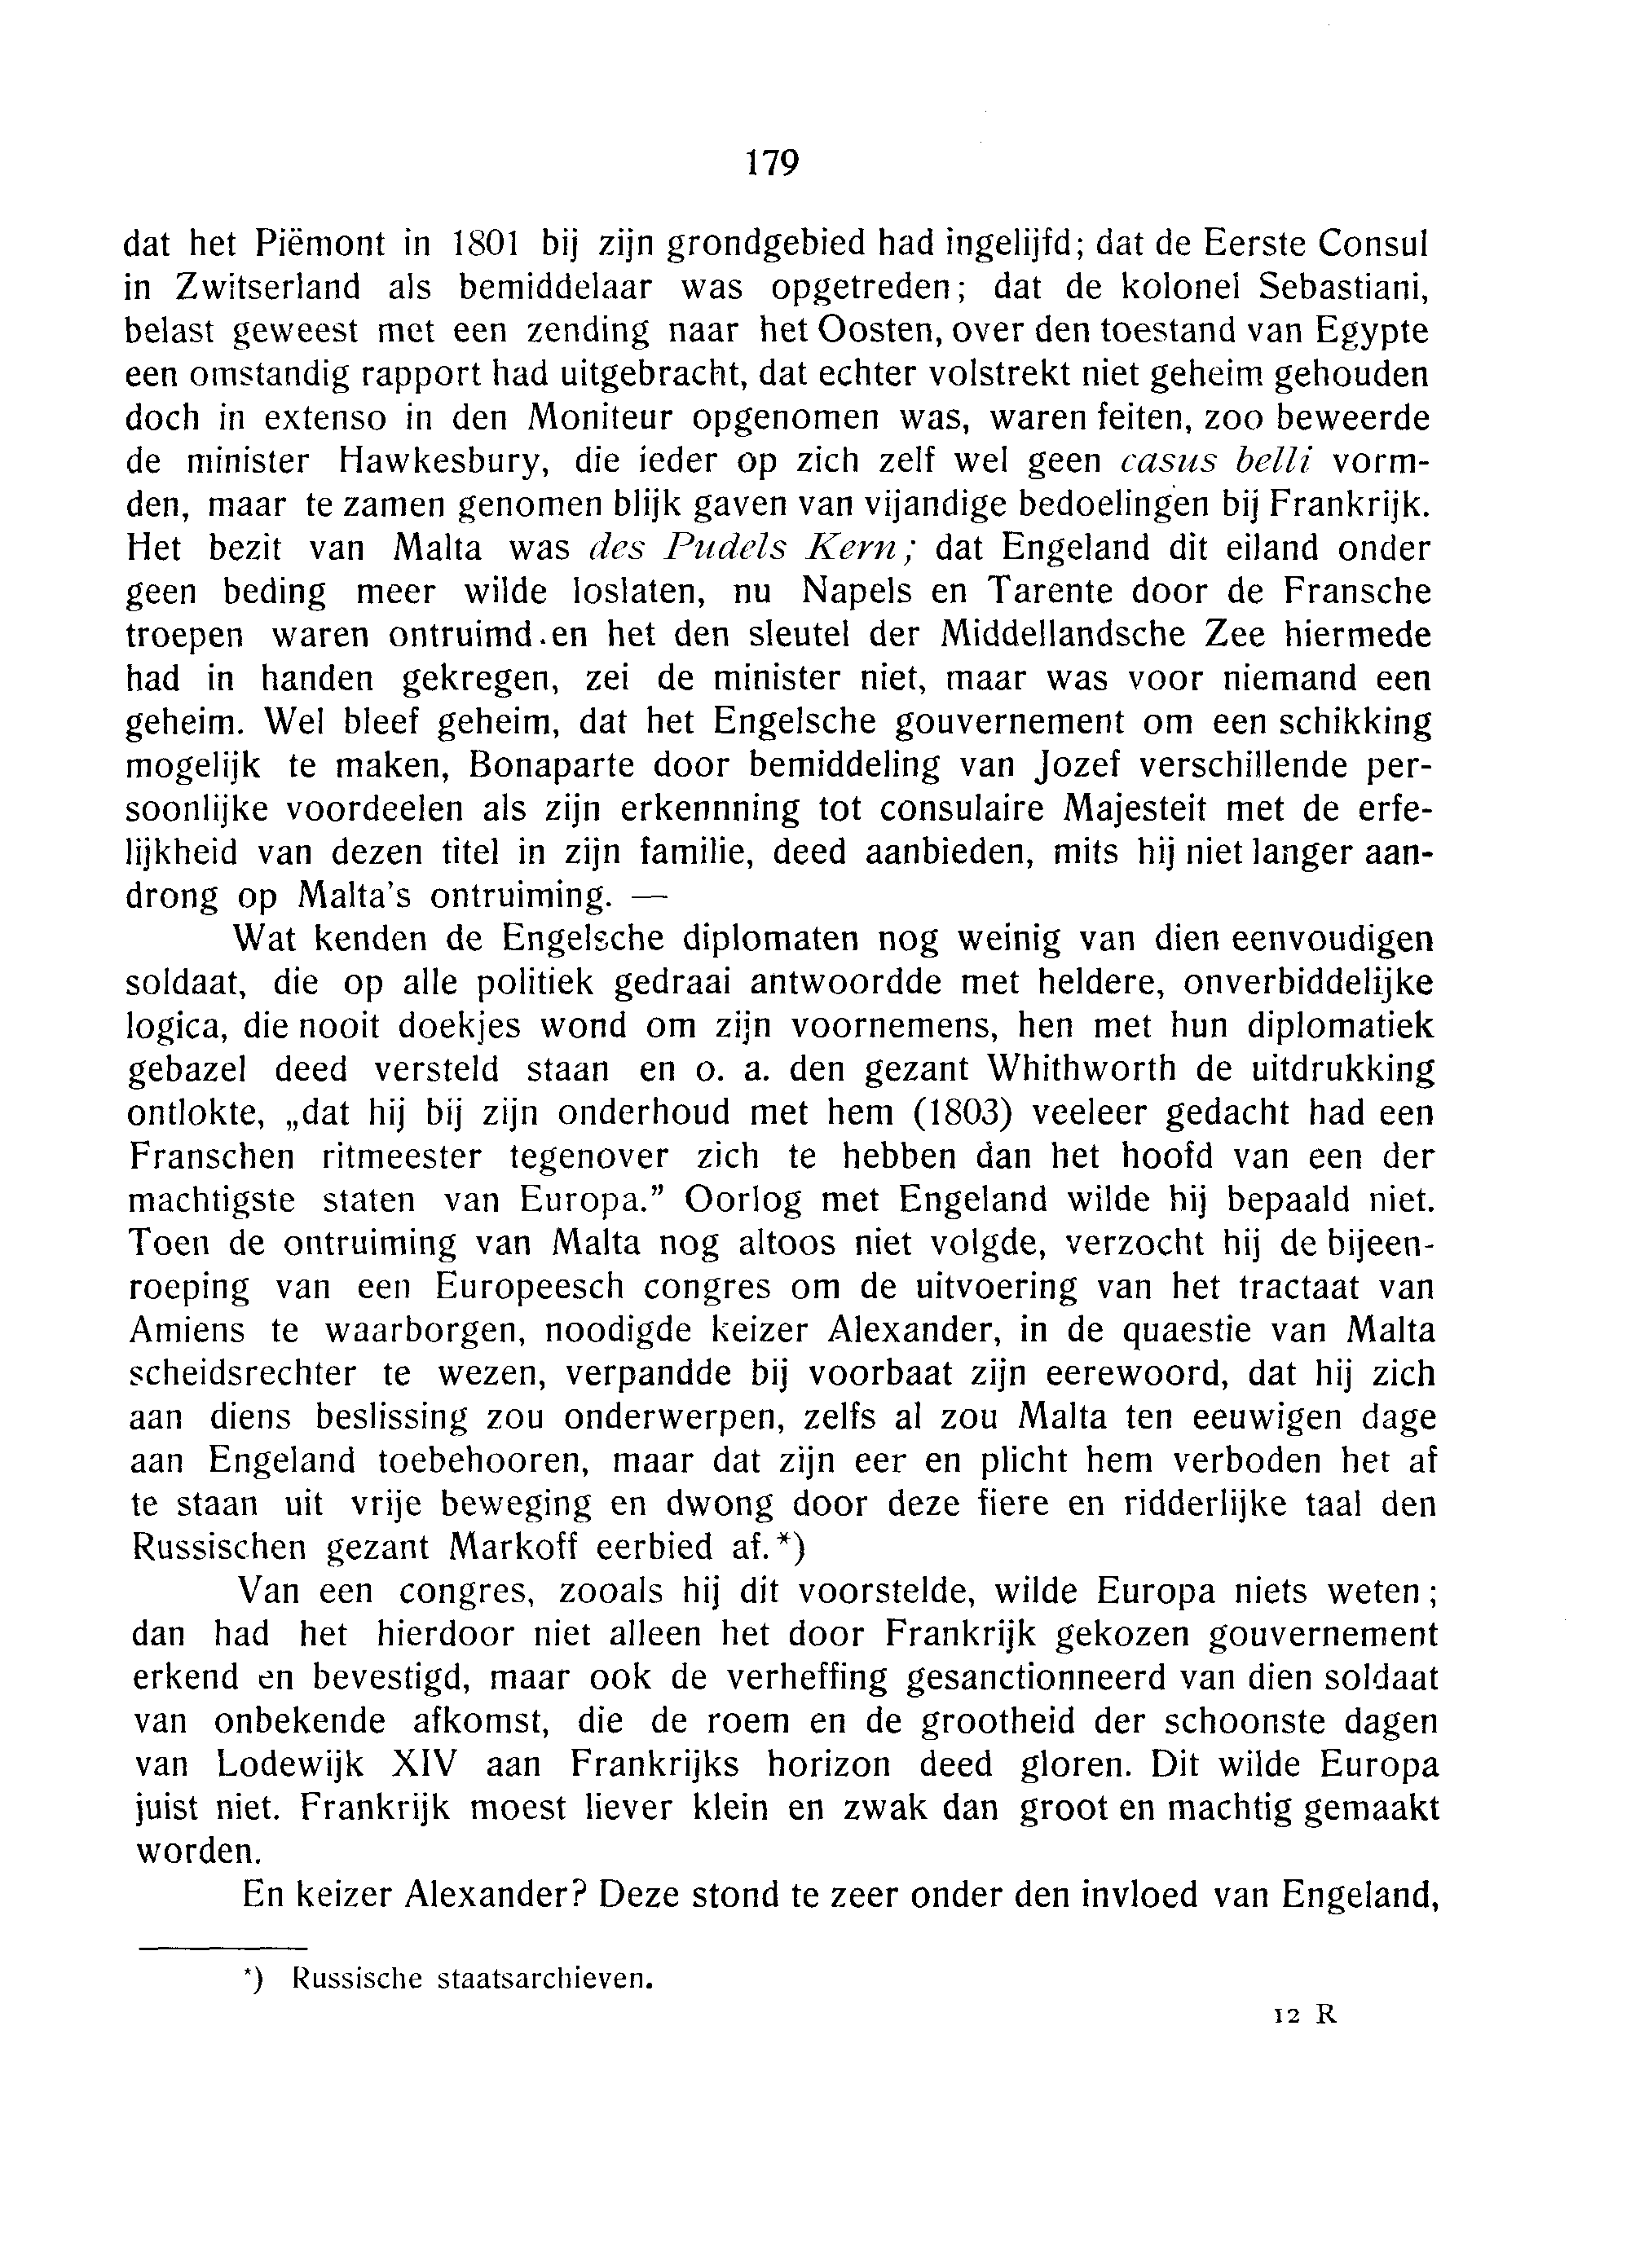 179
dat het Piëmont in 1801 bij zijn grondgebied had ingelijfd; dat de Eerste Consul
in Zwitserland als bemiddelaar was opgetreden; dat de kolonel Sebastiani,
belast geweest met een zending naar het Oosten, over den toestand van Egypte
een omstandig rapport had uitgebracht, dat echter volstrekt niet geheim gehouden
doch in extenso in den Moniteur opgenomen was, waren feiten, zoo beweerde
de minister Hawkesbury, die ieder op zich zelf wel geen casus belli vorm-
den, maar te zamen genomen blijk gaven van vijandige bedoelingen bij Frankrijk.
Het bezit van Malta was des Pudels Kern; dat Engeland dit eiland onder
geen beding meer wilde loslaten, nu Napels en Tarente door de Fransche
troepen waren ontruimd.en het den sleutel der Middellandsche Zee hiermede
had in handen gekregen, zei de minister niet, maar was voor niemand een
geheim. Wel bleef geheim, dat het Engelsche gouvernement om een schikking
mogelijk te maken, Bonaparte door bemiddeling van Jozef verschillende per-
soonlijke voordeelen als zijn erkennning tot consulaire Majesteit met de erfe-
lijkheid van dezen titel in zijn familie, deed aanbieden, mits hij niet langer aan-
drong op Malta's ontruiming. —
Wat kenden de Engelsche diplomaten nog weinig van dien eenvoudigen
soldaat, die op alle politiek gedraai antwoordde met heldere, onverbiddelijke
logica, die nooit doekjes wond om zijn voornemens, hen met hun diplomatiek
gebazel deed versteld staan en o. a. den gezant Whithworth de uitdrukking
ontlokte, „dat hij bij zijn onderhoud met hem (1803) veeleer gedacht had een
Franschen ritmeester tegenover zich te hebben dan het hoofd van een der
machtigste staten van Europa.” Oorlog met Engeland wilde hij bepaald niet.
Toen de ontruiming van Malta nog altoos niet volgde, verzocht hij de bijeen-
roeping van een Europeesch congres om de uitvoering van het tractaat van
Amiens te waarborgen, noodigde keizer Alexander, in de quaestie van Malta
scheidsrechter te wezen, verpandde bij voorbaat zijn eerewoord, dat hij zich
aan diens beslissing zou onderwerpen, zelfs al zou Malta ten eeuwigen dage
aan Engeland toebehooren, maar dat zijn eer en plicht hem verboden het af
te staan uit vrije beweging en dwong door deze fiere en ridderlijke taal den
Russischen gezant Markoff eerbied af.*)
Van een congres, zooals hij dit voorstelde, wilde Europa niets weten;
dan had het hierdoor niet alleen het door Frankrijk gekozen gouvernement
erkend en bevestigd, maar ook de verheffing gesanctionneerd van dien soldaat
van onbekende afkomst, die de roem en de grootheid der schoonste dagen
van Lodewijk XIV aan Frankrijks horizon deed gloren. Dit wilde Europa
juist niet. Frankrijk moest liever klein en zwak dan groot en machtig gemaakt
worden.
En keizer Alexander? Deze stond te zeer onder den invloed van Engeland,
*) Russische staatsarchieven.
12 R